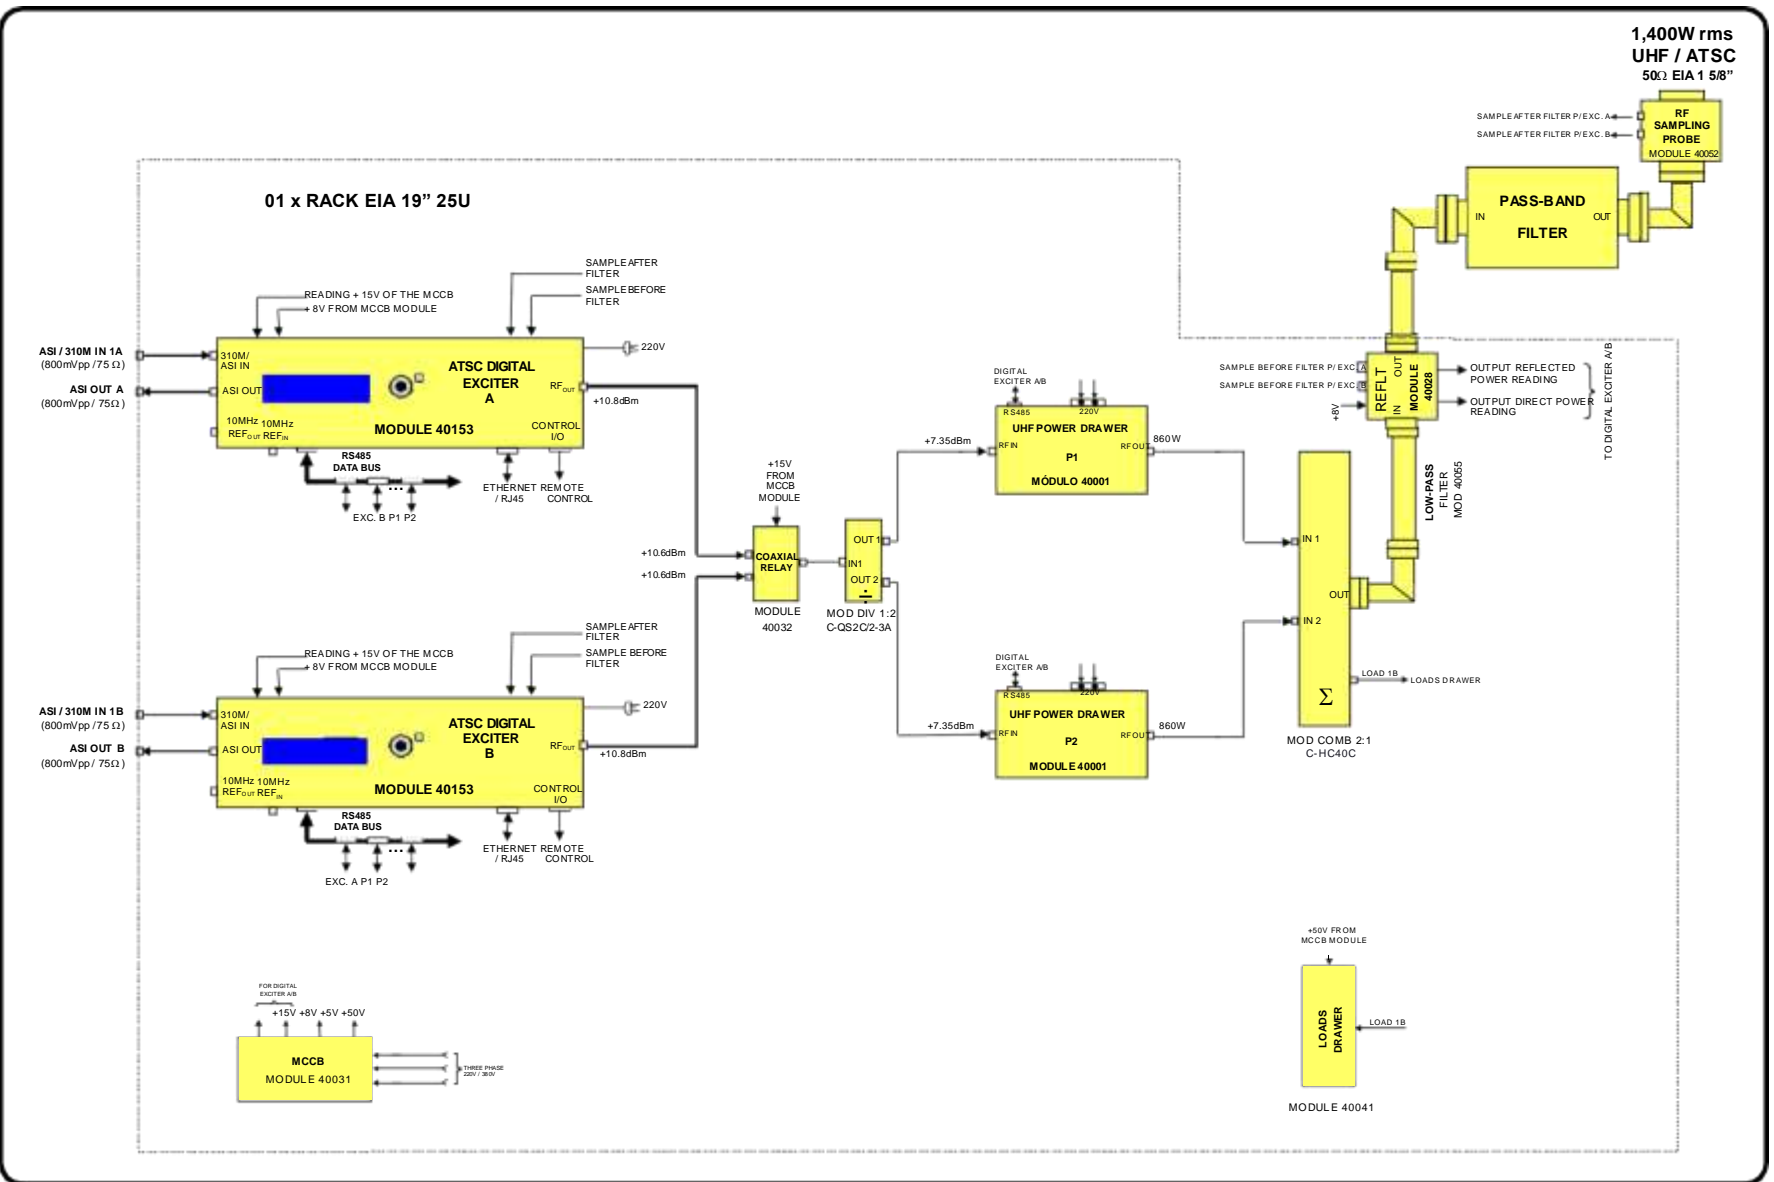 1,400W rms
UHF / ATSC
50Ω EIA 1 5/8”
SAMPLE AFTER FILTER P/ EXC. A
SAMPLE AFTER FILTER P/ EXC. B
RF
SAMPLING
PROBE
MODULE 40052
PASS-BAND
FILTER
IN
OUT
01 x RACK EIA 19” 25U
SAMPLE AFTER
FILTER
SAMPLE BEFORE
FILTER
READING + 15V OF THE MCCB
+ 8V FROM MCCB MODULE
220V
ASI / 310M IN 1A
(800mVpp /75 Ω)
ASI OUT A
(800mVpp / 75Ω)
310M/
ASI IN
ASI OUT
10MHz 10MHz
REFOUT REFIN
ATSC DIGITAL
EXCITER
A
MODULE 40153
RFOUT
CONTROL
I/O
+10.8dBm
RS485
DATA BUS
EXC. B P1 P2
ETHERNET
/ RJ45
REMOTE
CONTROL
+15V
FROM
MCCB
MODULE
+10.6dBm
+10.6dBm
COAXIAL
RELAY
MODULE
40032
IN1
OUT 1
OUT 2
MOD DIV 1:2
C-QS2C/2-3A
DIGITAL
EXCITER A/B
RS485
220V
+7.35dBm
RF IN
UHF POWER DRAWER
P1
MÓDULO 40001
RFOUT
860W
SAMPLE BEFORE FILTER P/ EXC. A
SAMPLE BEFORE FILTER P/ EXC. B
+8V
REFLT
MODULE
40028
OUT
IN
OUTPUT REFLECTED
POWER READING
OUTPUT DIRECT POWER
READING
TO DIGITAL EXCITER A/B
LOW-PASS
FILTER
MOD 40055
IN 1
IN 2
OUT
Σ
LOAD 1B
LOADS DRAWER
MOD COMB 2:1
C-HC40C
SAMPLE AFTER
FILTER
SAMPLE BEFORE
FILTER
READING + 15V OF THE MCCB
+ 8V FROM MCCB MODULE
220V
ASI / 310M IN 1B
(800mVpp /75 Ω)
ASI OUT B
(800mVpp / 75Ω)
310M/
ASI IN
ASI OUT
10MHz 10MHz
REFOUT REFIN
ATSC DIGITAL
EXCITER
B
MODULE 40153
RFOUT
CONTROL
I/O
+10.8dBm
RS485
DATA BUS
EXC. A P1 P2
ETHERNET
/ RJ45
REMOTE
CONTROL
DIGITAL
EXCITER A/B
RS485
220V
+7.35dBm
RF IN
UHF POWER DRAWER
P2
MODULE 40001
RFOUT
860W
FOR DIGITAL
EXCITER A/B
+15V +8V +5V +50V
MCCB
MODULE 40031
THREE PHASE
220V / 380V
+50V FROM
MCCB MODULE
LOADS
DRAWER
LOAD 1B
MODULE 40041